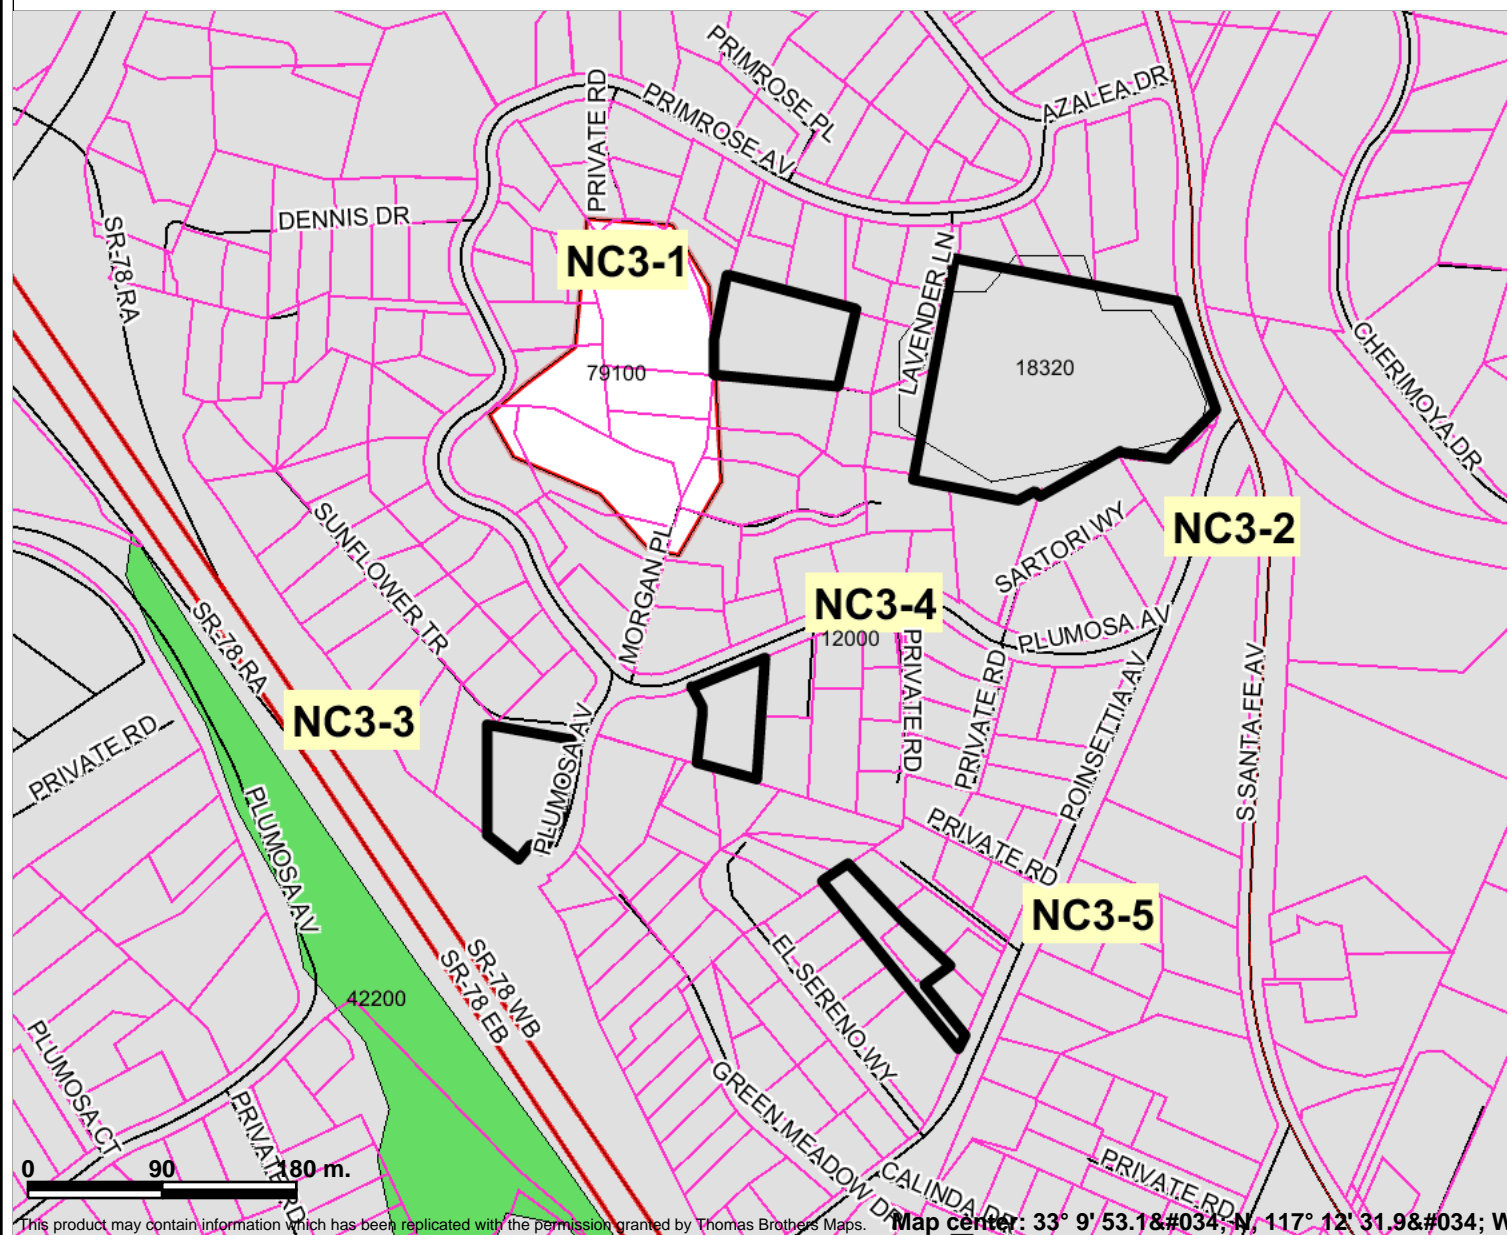 PRIMROSE PL
PRIVATE RD
PRIMROSE AV
AZALEA DR
DENNIS DR
SR-78 RA
NC3-1
LAVENDER LN
79100
18320
CHERIMOYA DR
SUNFLOWER TR
MORGAN PL
SARTORI WY
NC3-2
NC3-4
12000
PLUMOSA AV
SR-78 RA
PRIVATE RD
PRIVATE RD
POINSETTIA AV
S SANTA FE AV
NC3-3
PRIVATE RD
PLUMOSA AV
PLUMOSA AV
PRIVATE RD
NC3-5
EL SERENO WY
SR-78 WB
SR-78 EB
42200
PLUMOSA CT
PRIVATE RD
GREEN MEADOW DR
CALINDA DR
PRIVATE RD
0 90 180 m.
This product may contain information which has been replicated with the permission granted by Thomas Brothers Maps.
Map center: 33° 9' 53.1&#034; N, 117° 12' 31.9&#034; W